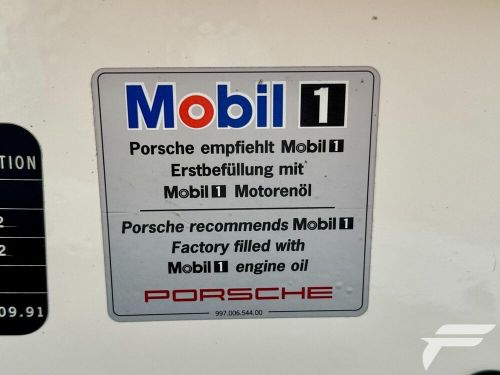 Mobil 1
Porsche empfiehlt Mobil 1
Erstbefüllung mit
Mobil 1 Motorenöl
Porsche recommends Mobil 1
Factory filled with
Mobil 1 engine oil
PORSCHE
997.006.544.00
TION
2
2
09.91